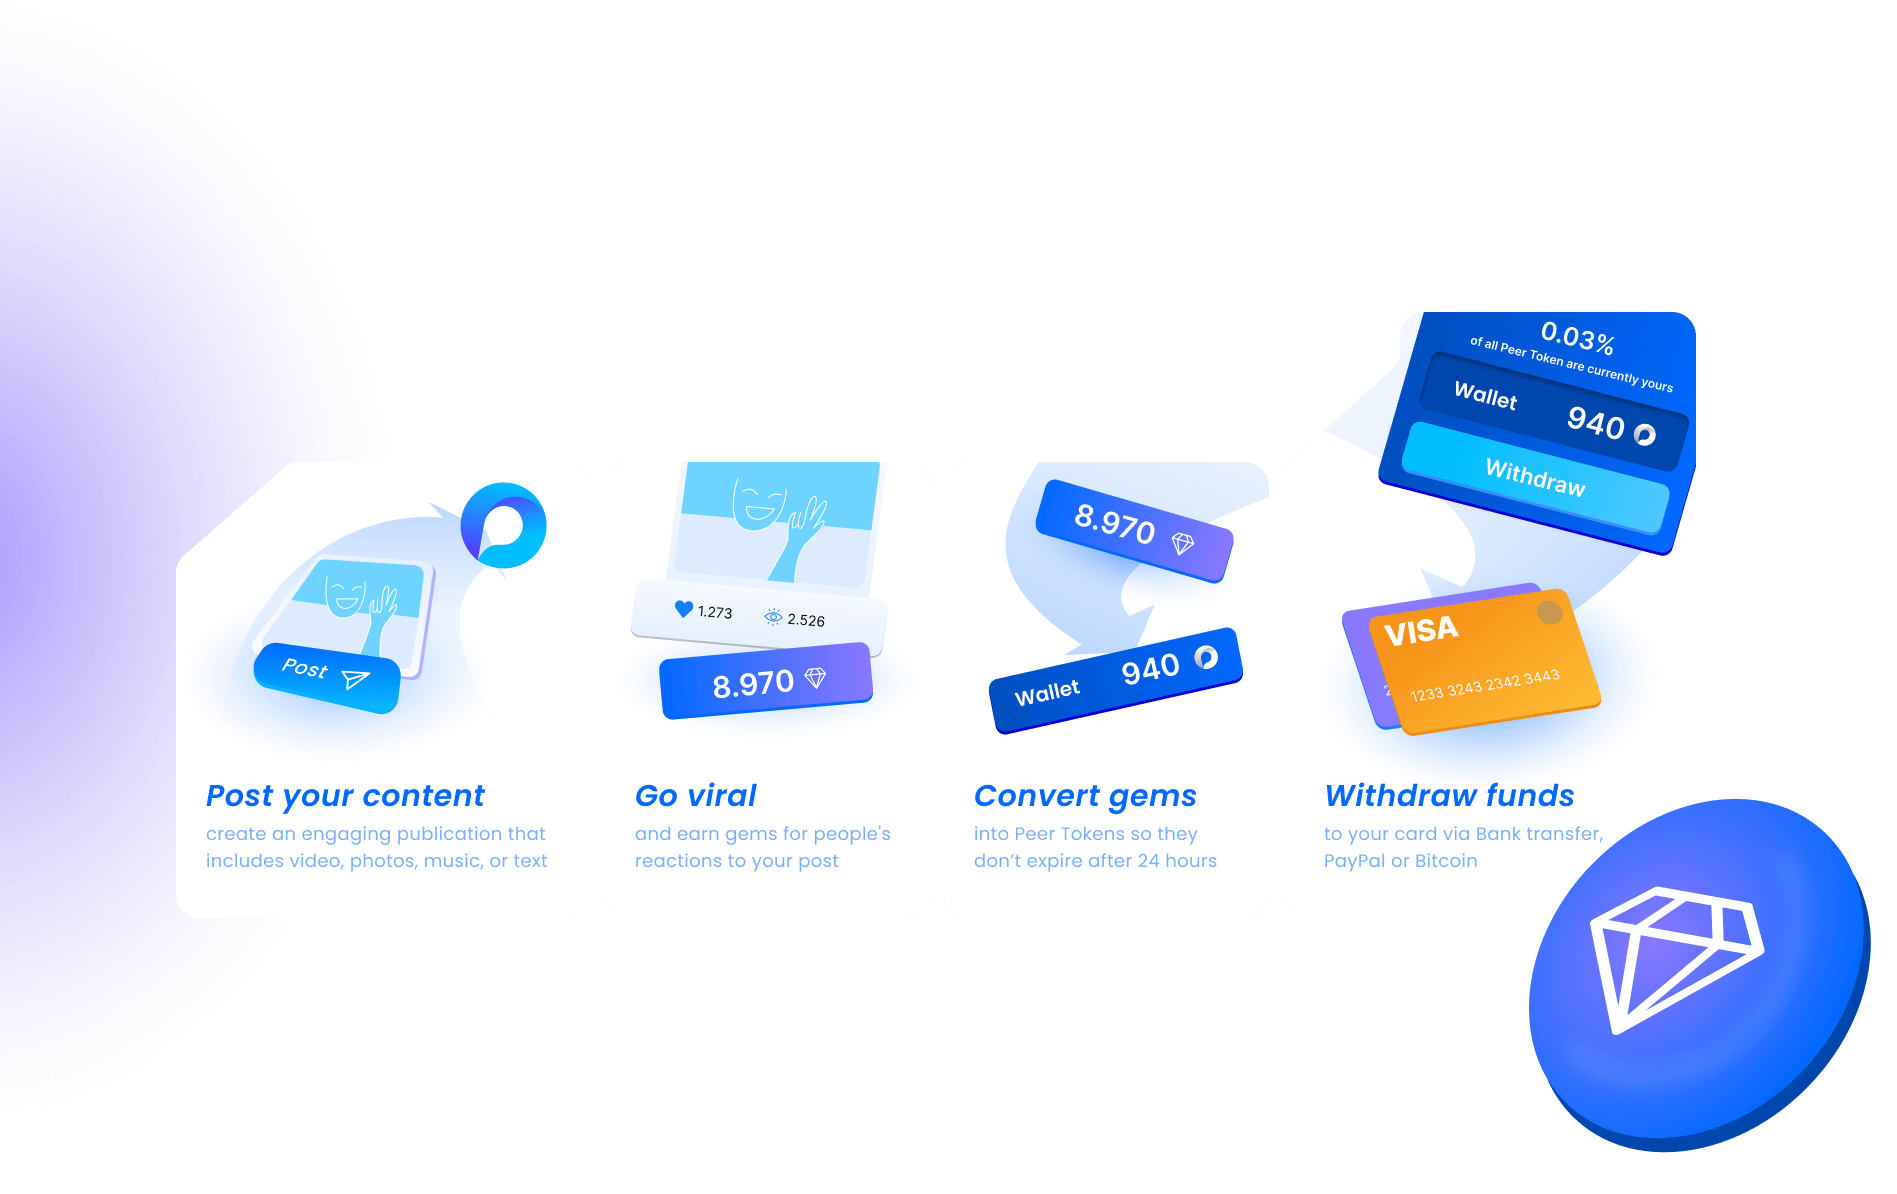 Post
Post your content
create an engaging publication that
includes video, photos, music, or text
1.273 2.526
8.970
Go viral
and earn gems for people's
reactions to your post
8.970
Wallet 940
Convert gems
into Peer Tokens so they
don’t expire after 24 hours
0.03%
of all Peer Token are currently yours
Wallet 940
Withdraw
VISA
2
1233 3243 2342 3443
Withdraw funds
to your card via Bank transfer,
PayPal or Bitcoin